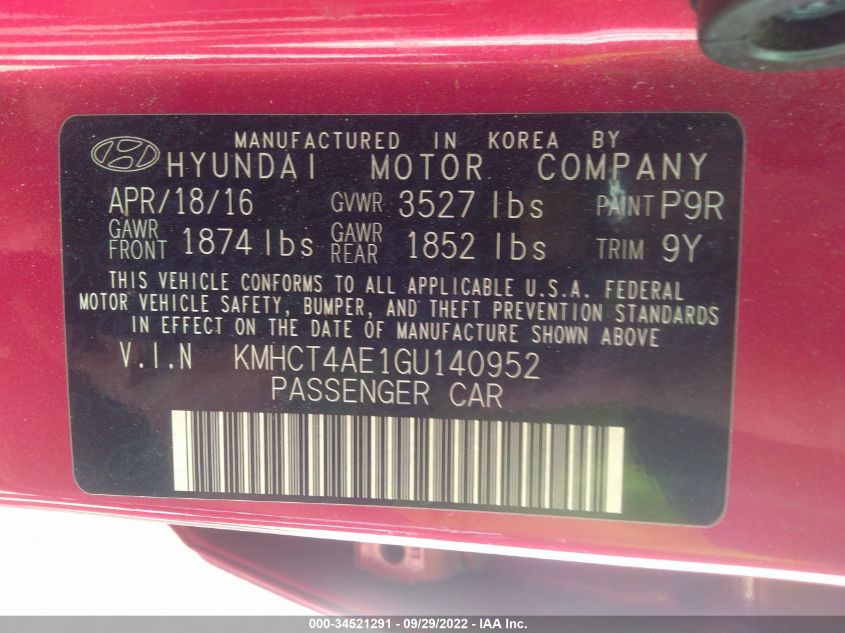 MANUFACTURED IN KOREA BY
HYUNDAI MOTOR COMPANY
APR/18/16 GVWR 3527 lbs PAINT P9R
GAWR FRONT 1874 lbs GAWR REAR 1852 lbs TRIM 9Y
THIS VEHICLE CONFORMS TO ALL APPLICABLE U.S.A. FEDERAL
MOTOR VEHICLE SAFETY, BUMPER, AND THEFT PREVENTION STANDARDS
IN EFFECT ON THE DATE OF MANUFACTURE SHOWN ABOVE
V.I.N KMHCT4AE1GU140952
PASSENGER CAR
000-34521291 - 09/29/2022 - IAAI.com